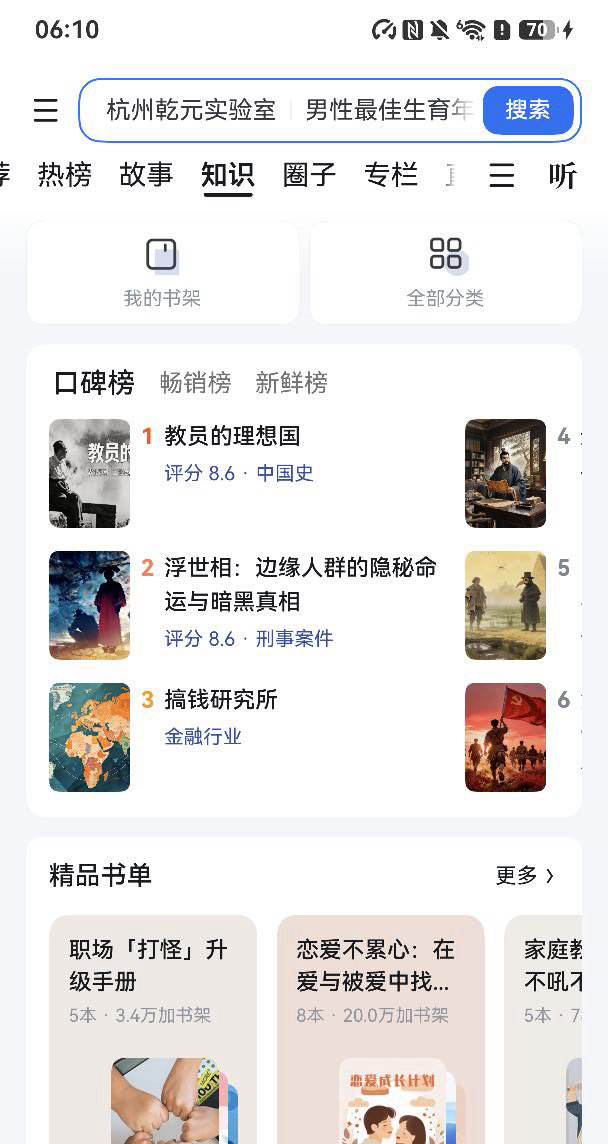 06:10
70
杭州乾元实验室 | 男性最佳生育年
搜索
热榜 故事 知识 圈子 专栏 听
我的书架 全部分类
口碑榜 畅销榜 新鲜榜
教员的
1 教员的理想国
评分 8.6 · 中国史
4
2 浮世相：边缘人群的隐秘命
运与暗黑真相
评分 8.6 · 刑事案件
5
3 搞钱研究所
金融行业
6
精品书单 更多 >
职场「打怪」升
级手册
5本 · 3.4万加书架
恋爱不累心：在
爱与被爱中找...
8本 · 20.0万加书架
恋爱成长计划
家庭教
不吼不
5本 · 7